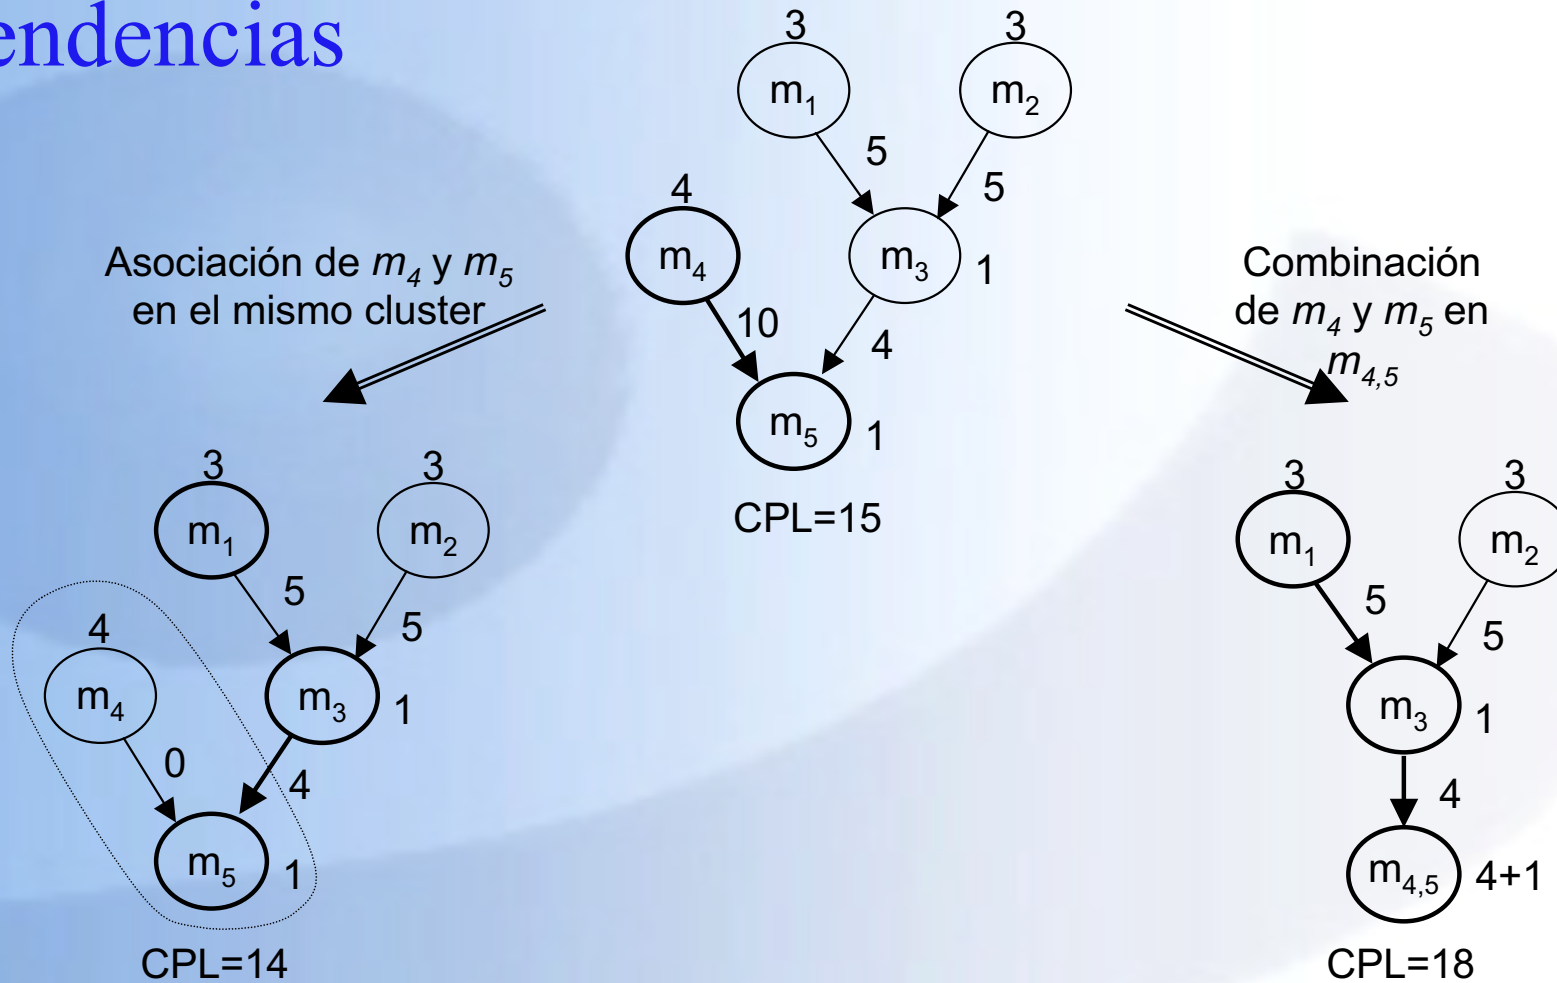 endencias
3
3
m1
m2
5
5
4
m4
m3
1
10
4
m5
1
CPL=15
Asociación de m4 y m5
en el mismo cluster
Combinación
de m4 y m5 en
m4,5
3
3
m1
m2
5
5
4
m4
m3
1
0
4
m5
1
CPL=14
3
3
m1
m2
5
5
m3
1
4
m4,5
4+1
CPL=18